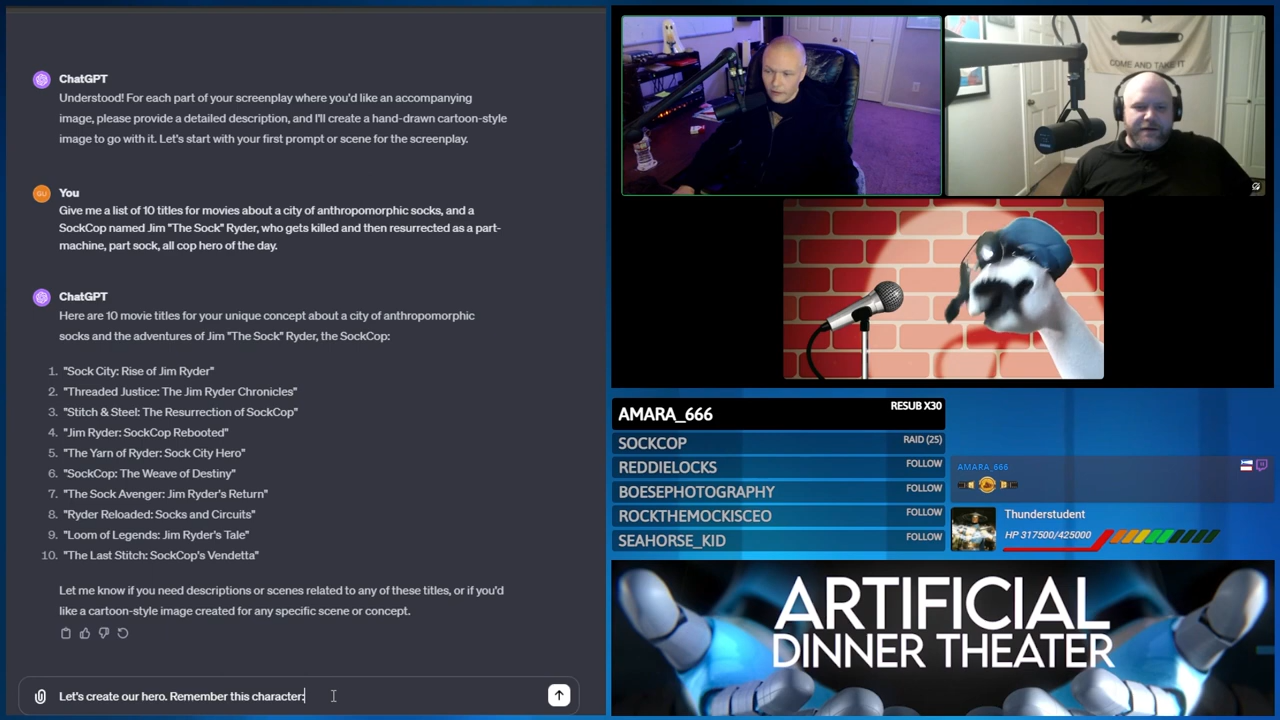 ChatGPT
Understood! For each part of your screenplay where you'd like an accompanying
image, please provide a detailed description, and I'll create a hand-drawn cartoon-style
image to go with it. Let's start with your first prompt or scene for the screenplay.
GU
You
Give me a list of 10 titles for movies about a city of anthropomorphic socks, and a
SockCop named Jim "The Sock" Ryder, who gets killed and then resurrected as a part-
machine, part sock, all cop hero of the day.
ChatGPT
Here are 10 movie titles for your unique concept about a city of anthropomorphic
socks and the adventures of Jim "The Sock" Ryder, the SockCop:
1. "Sock City: Rise of Jim Ryder"
2. "Threaded Justice: The Jim Ryder Chronicles"
3. "Stitch & Steel: The Resurrection of SockCop"
4. "Jim Ryder: SockCop Rebooted"
5. "The Yarn of Ryder: Sock City Hero"
6. "SockCop: The Weave of Destiny"
7. "The Sock Avenger: Jim Ryder's Return"
8. "Ryder Reloaded: Socks and Circuits"
9. "Loom of Legends: Jim Ryder's Tale"
10. "The Last Stitch: SockCop's Vendetta"
Let me know if you need descriptions or scenes related to any of these titles, or if you'd
like a cartoon-style image created for any specific scene or concept.
Let's create our hero. Remember this character:
COME AND TAKE IT
AMARA_666 RESUB X30
SOCKCOP RAID (25)
REDDIELOCKS FOLLOW
BOESEPHOTOGRAPHY FOLLOW
ROCKTHEMOCKISCEO FOLLOW
SEAHORSE_KID FOLLOW
AMARA_666
Thunderstudent
HP 317500/425000
ARTIFICIAL
DINNER THEATER